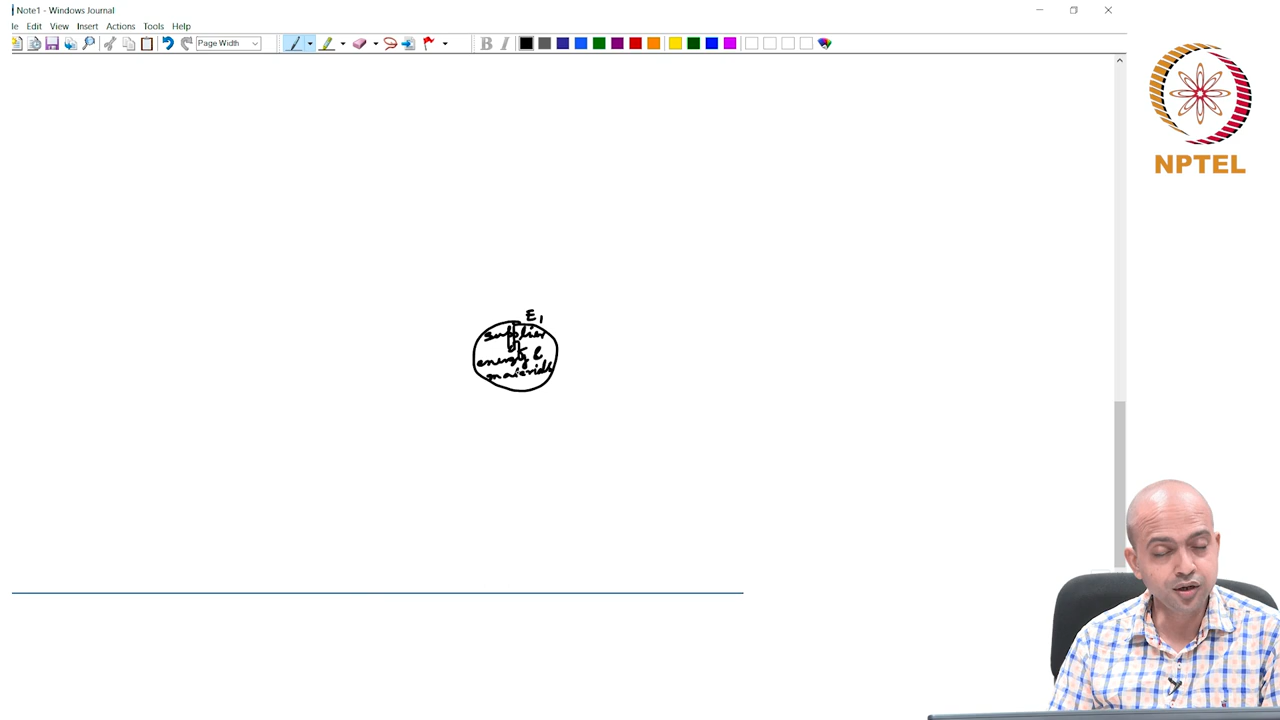 Note1 - Windows Journal
le Edit View Insert Actions Tools Help
Page Width
B I
NPTEL
E1
supplier
of
energy &
materials